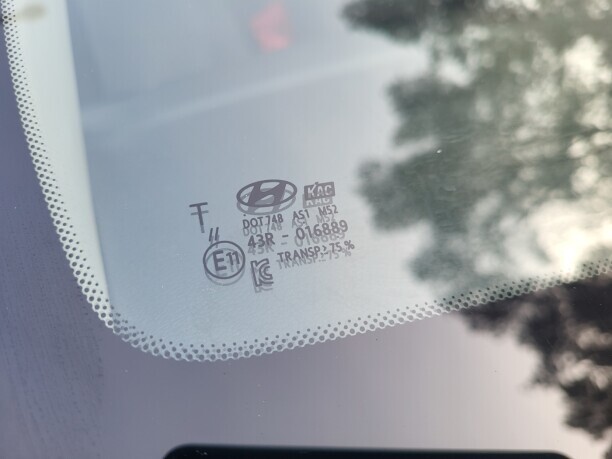 KAC
DOT 748 AS1 M52
43R - 016889
E11
TRANSP.≥75.%